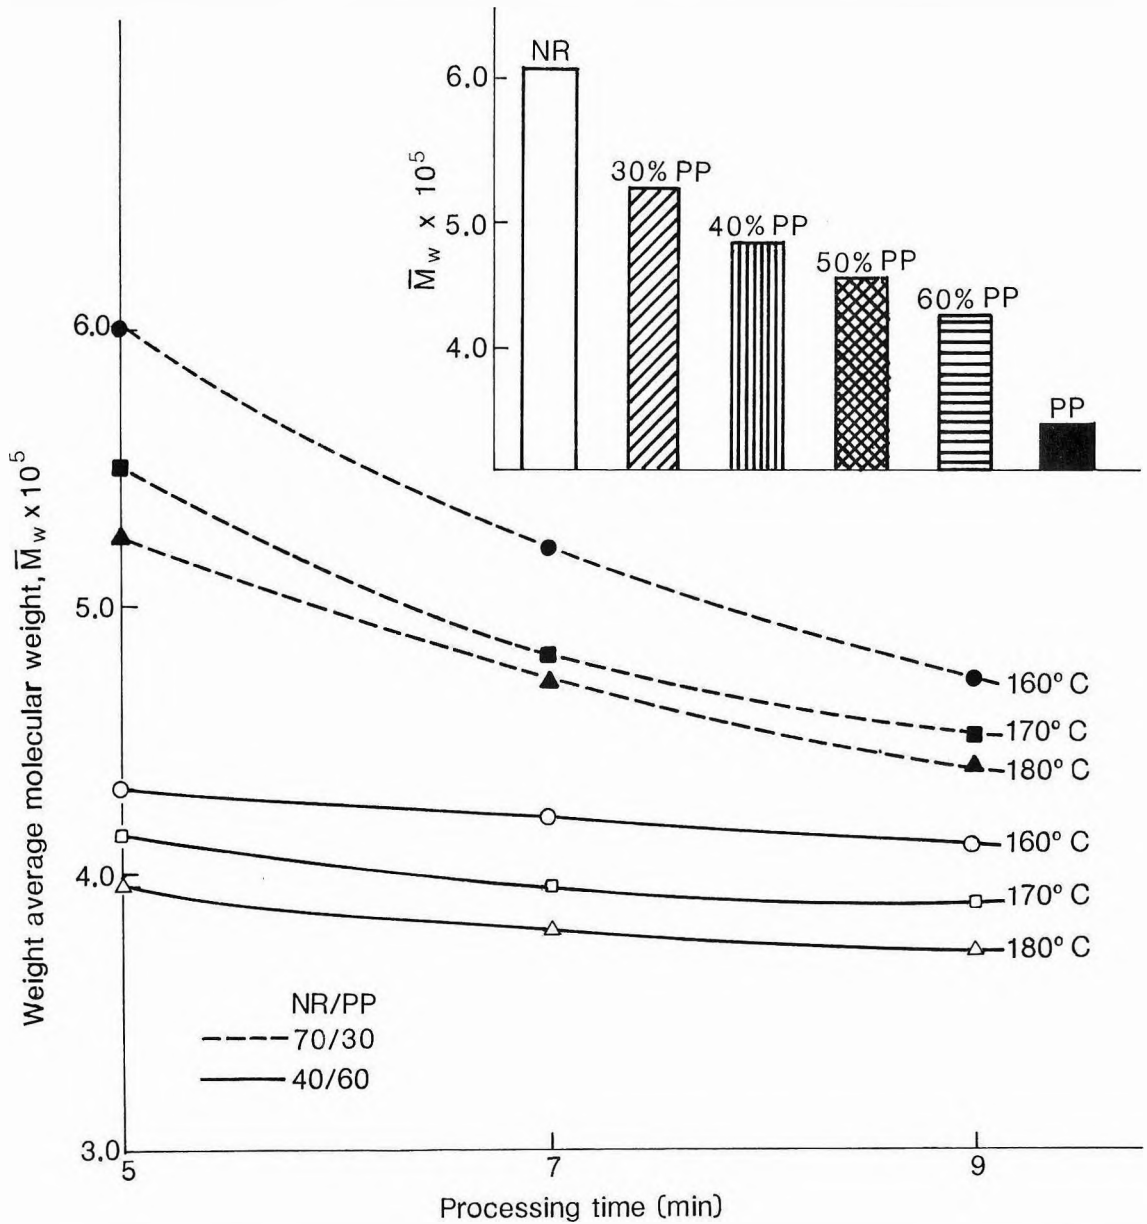 NR
6.0
30% PP
M̅w x 10⁵
5.0
40% PP
50% PP
60% PP
4.0
PP
6.0
Weight average molecular weight, M̅w x 10⁵
5.0
160° C
170° C
180° C
160° C
4.0
170° C
180° C
NR/PP
70/30
40/60
3.0
5
7
9
Processing time (min)